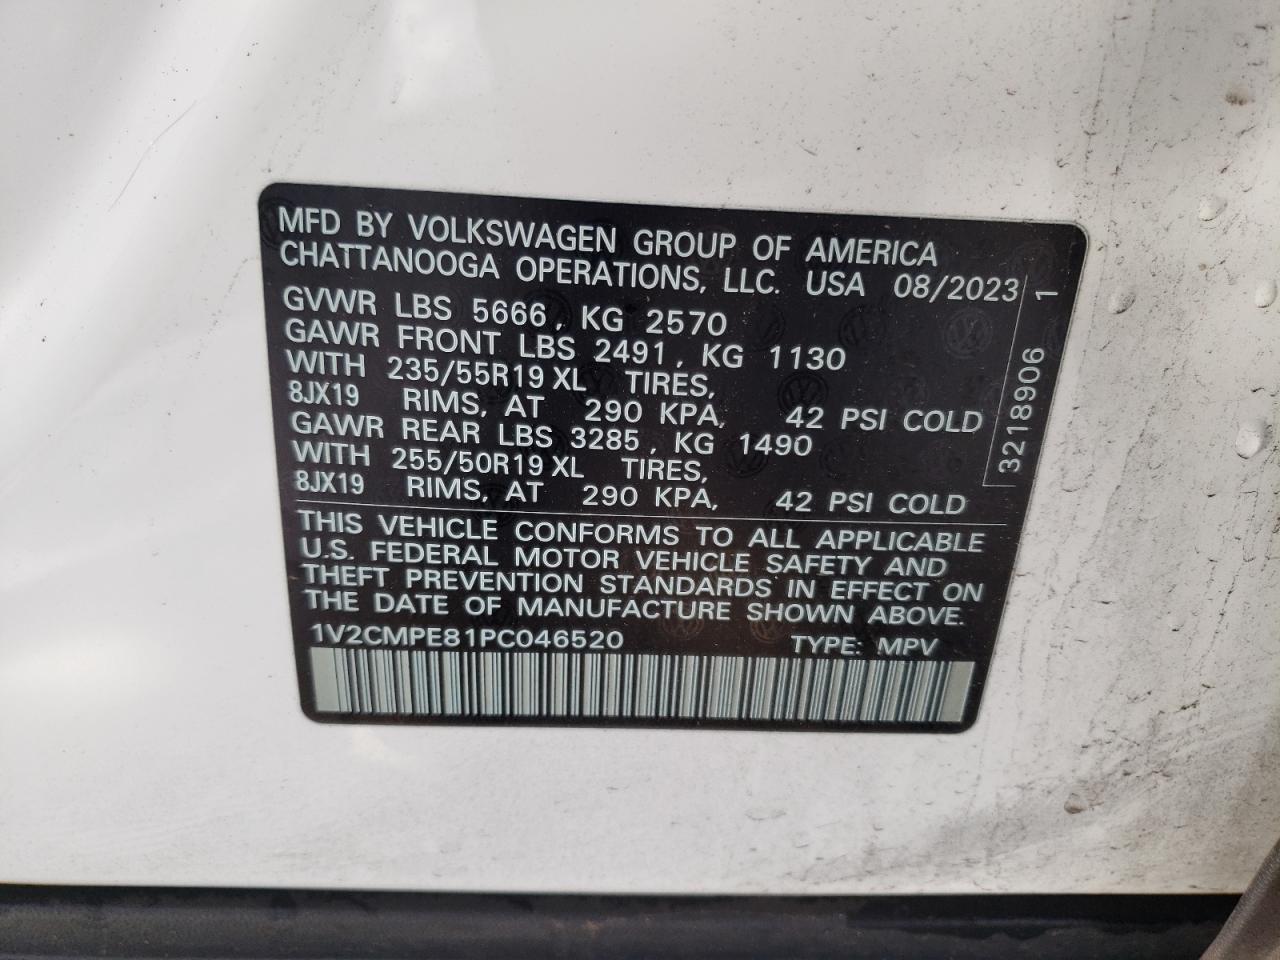 MFD BY VOLKSWAGEN GROUP OF AMERICA
CHATTANOOGA OPERATIONS, LLC. USA 08/2023
GVWR LBS 5666, KG 2570
GAWR FRONT LBS 2491, KG 1130
WITH 235/55R19 XL TIRES,
8JX19 RIMS, AT 290 KPA, 42 PSI COLD
GAWR REAR LBS 3285, KG 1490
WITH 255/50R19 XL TIRES,
8JX19 RIMS, AT 290 KPA, 42 PSI COLD
3218906 1
THIS VEHICLE CONFORMS TO ALL APPLICABLE
U.S. FEDERAL MOTOR VEHICLE SAFETY AND
THEFT PREVENTION STANDARDS IN EFFECT ON
THE DATE OF MANUFACTURE SHOWN ABOVE.
1V2CMPE81PC046520 TYPE: MPV